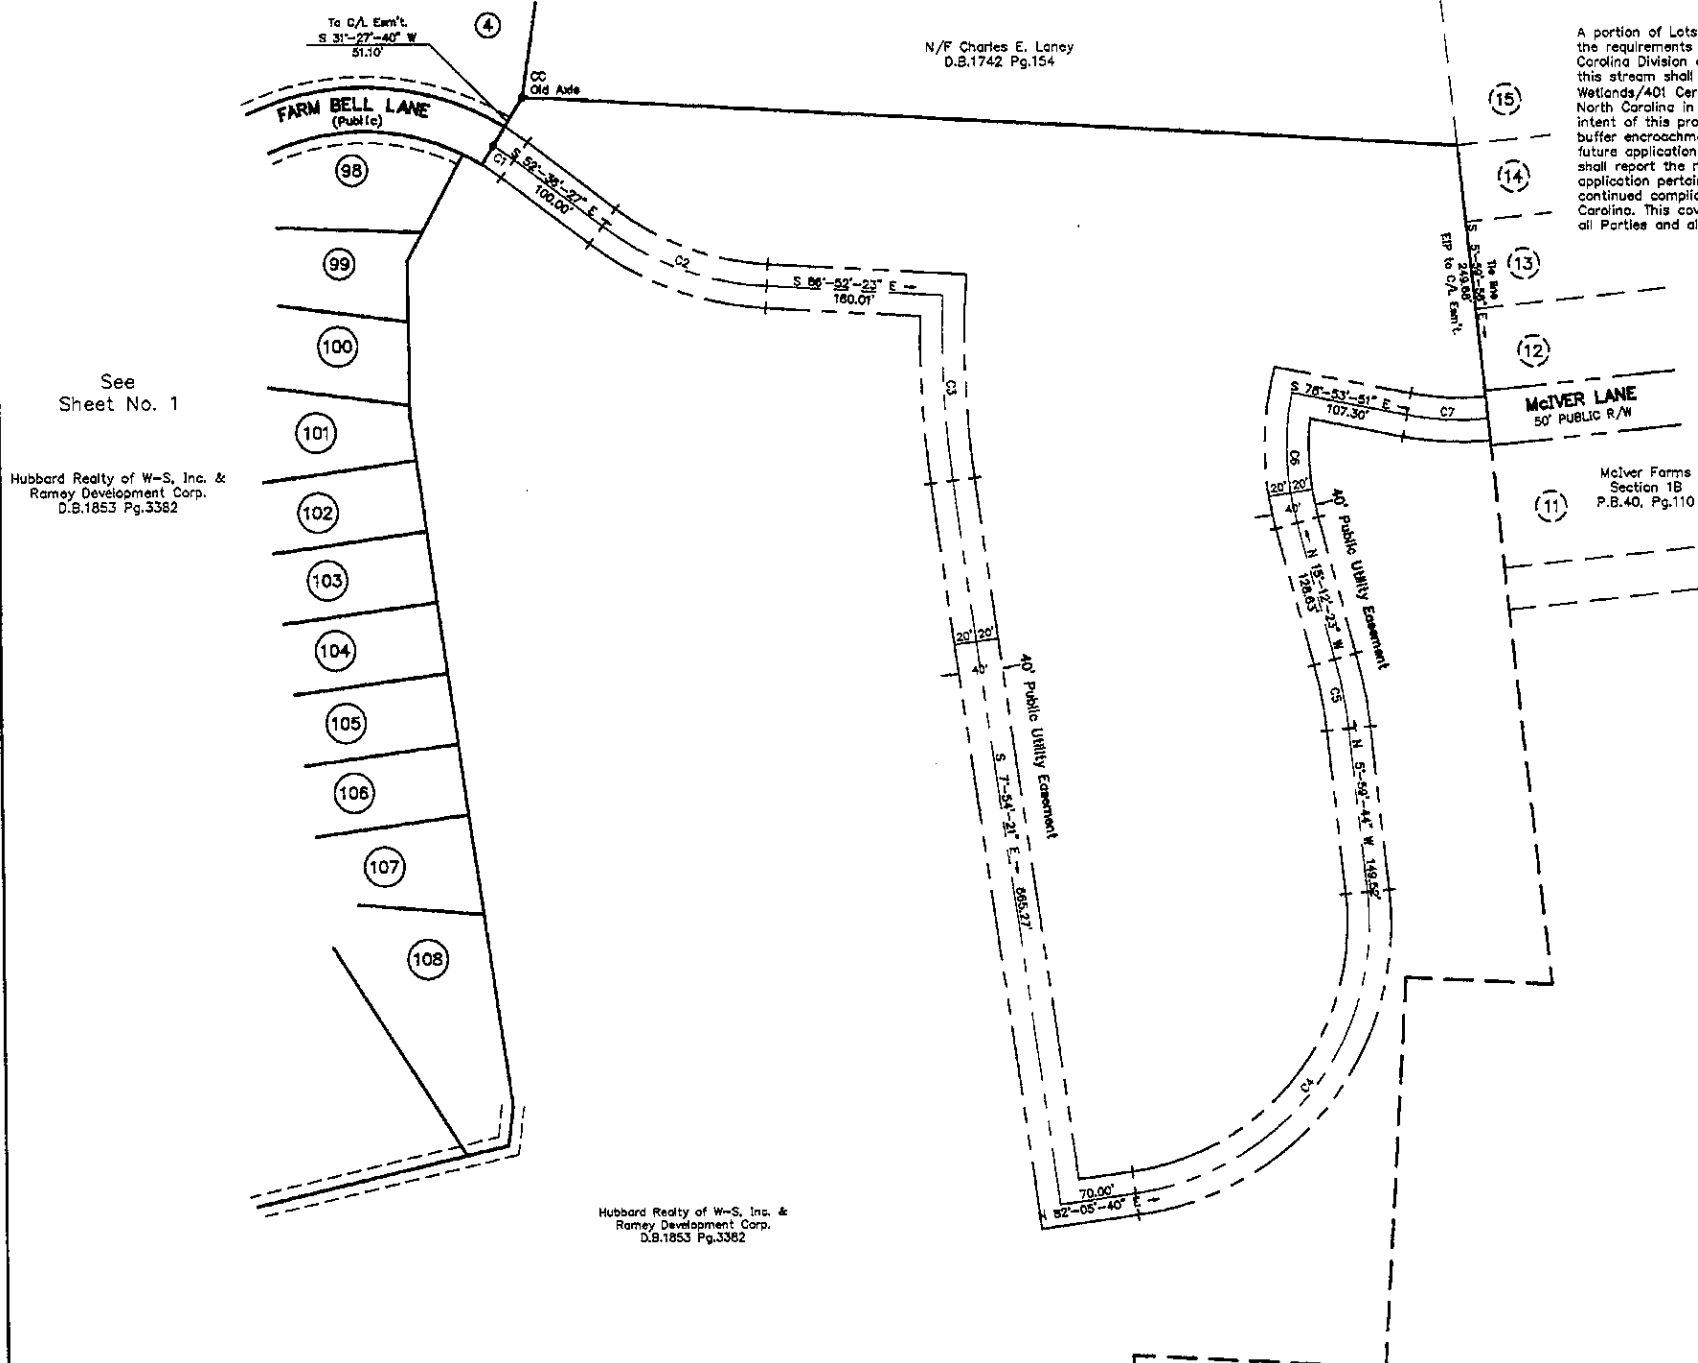 To C/L Esm't.
S 31°-27'-40" W
51.10'
4
N/F Charles E. Laney
D.B.1742 Pg.154
A portion of Lots
the requirements
Carolina Division
this stream shall
Wetlands/401 Cer
North Carolina in
intent of this pro
buffer encroachme
future application
shall report the
application pertai
continued complia
Carolina. This cov
all Parties and al
CC
Old Axle
FARM BELL LANE
(Public)
C1
S 52°-38'-27" E
100.00'
C2
S 86°-52'-23" E
160.01'
C3
15
14
13
12
S 5°-59'-58" E
Tie line
249.68'
EIP to C/L Esm't.
98
99
100
101
102
103
104
105
106
107
108
See
Sheet No. 1
Hubbard Realty of W-S, Inc. &
Ramey Development Corp.
D.B.1853 Pg.3382
S 78°-53'-51" E
107.30'
C7
McIVER LANE
50' PUBLIC R/W
McIver Farms
Section 1B
P.B.40, Pg.110
11
C6
20' 20'
40'
40' Public Utility Easement
N 15°-12'-23" W
128.63'
C5
N 5°-59'-44" W 149.52'
20' 20'
40'
40' Public Utility Easement
S 7°-54'-21" E
665.27'
C4
70.00'
N 82°-05'-40" E
Hubbard Realty of W-S, Inc. &
Ramey Development Corp.
D.B.1853 Pg.3382